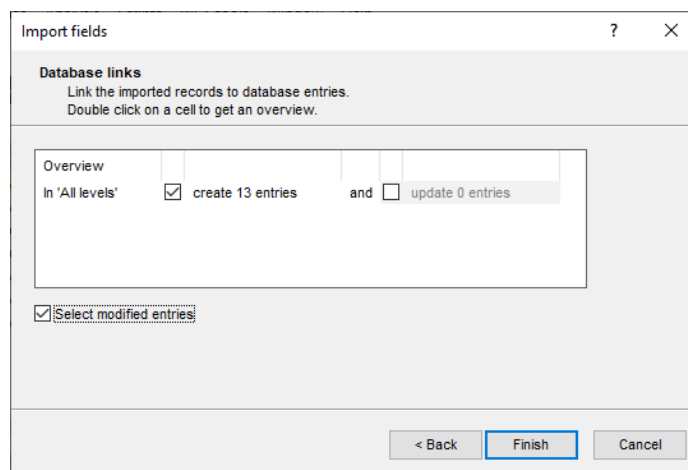 Import fields
Database links
Link the imported records to database entries.
Double click on a cell to get an overview.
Overview
In 'All levels' create 13 entries and update 0 entries
Select modified entries
< Back Finish Cancel